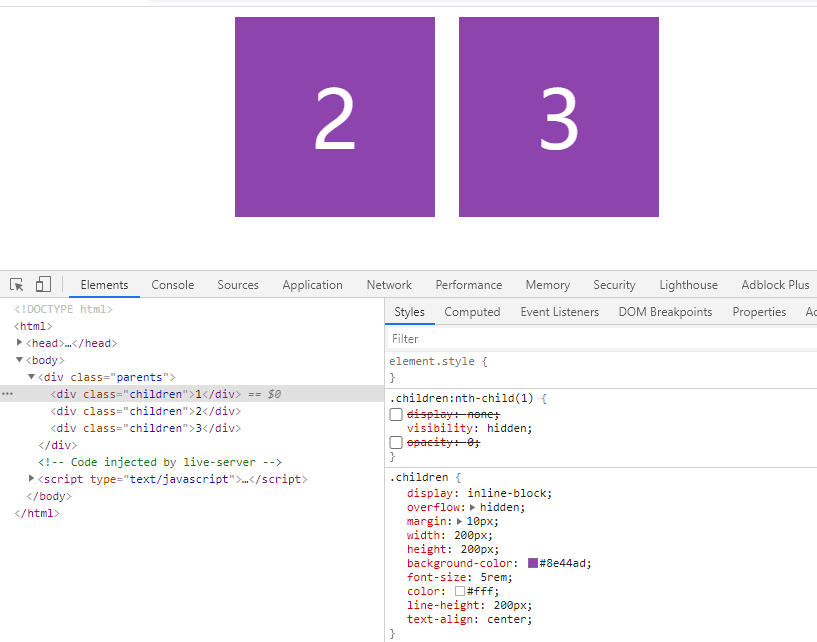 2 3
Elements Console Sources Application Network Performance Memory Security Lighthouse Adblock Plus
<!DOCTYPE html>
<html>
<head>…</head>
<body>
<div class="parents">
<div class="children">1</div> == $0
<div class="children">2</div>
<div class="children">3</div>
</div>
<!-- Code injected by live-server -->
<script type="text/javascript">…</script>
</body>
</html>
Styles Computed Event Listeners DOM Breakpoints Properties
Filter
element.style {
}
.children:nth-child(1) {
display: none;
visibility: hidden;
opacity: 0;
}
.children {
display: inline-block;
overflow: hidden;
margin: 10px;
width: 200px;
height: 200px;
background-color: #8e44ad;
font-size: 5rem;
color: #fff;
line-height: 200px;
text-align: center;
}